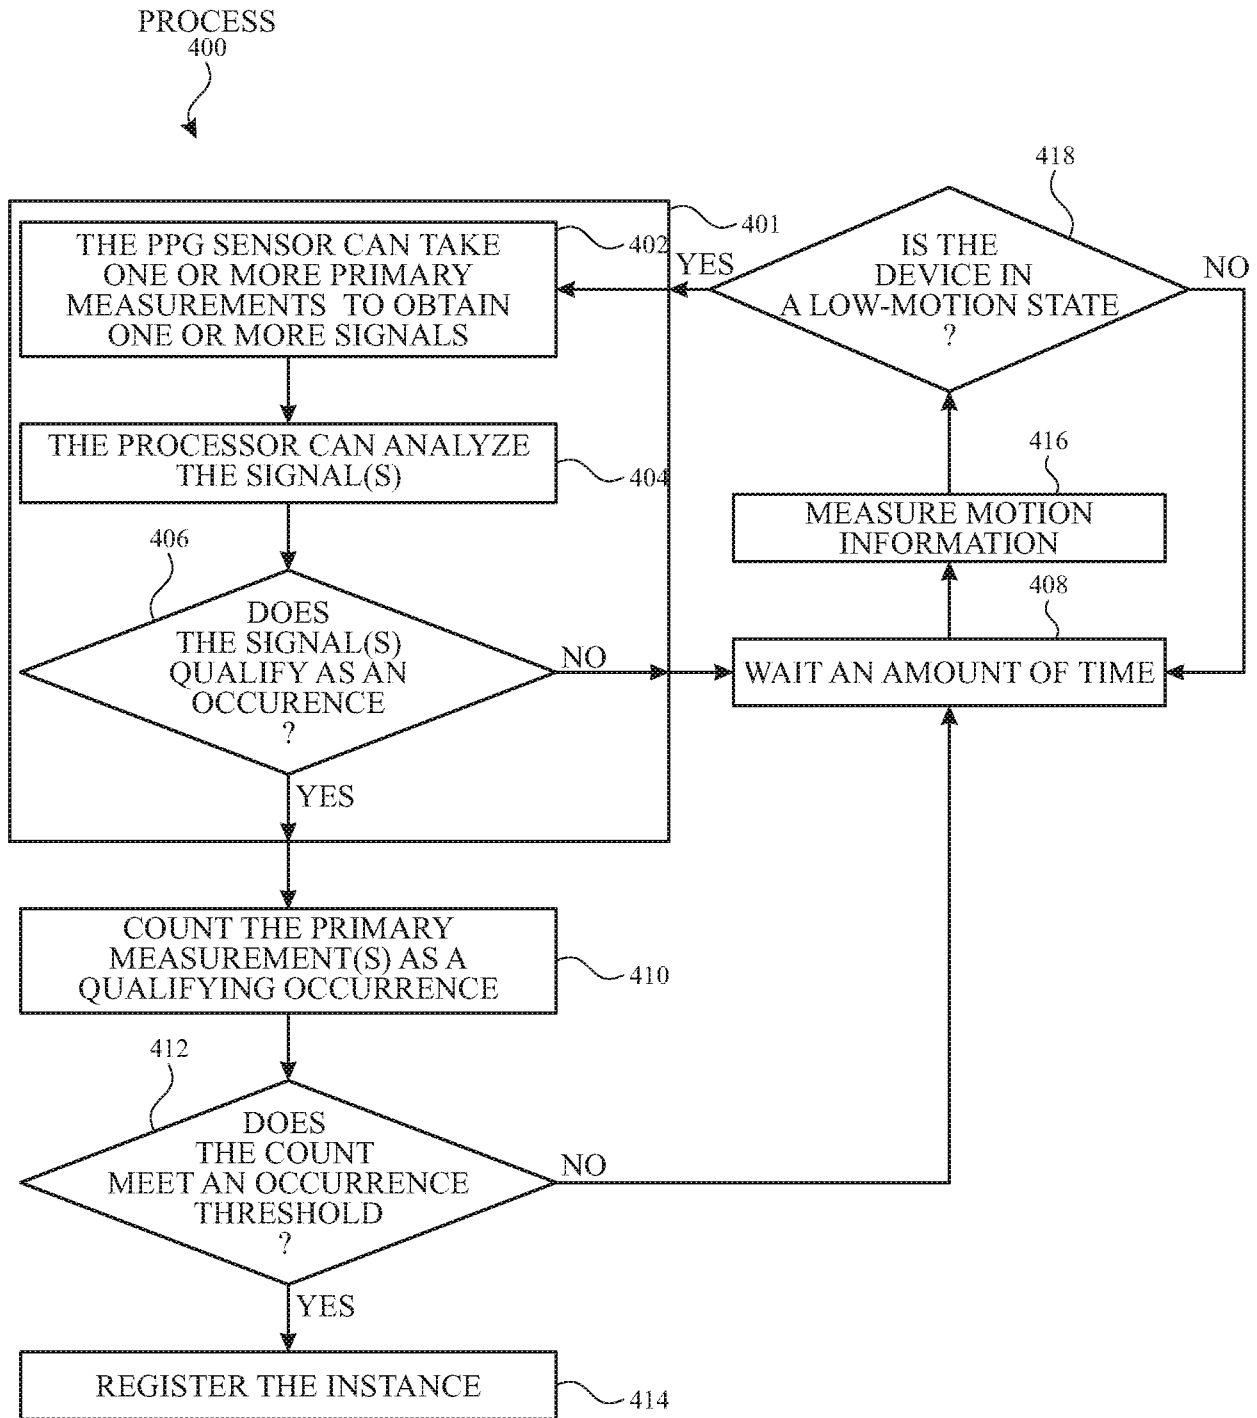 PROCESS
400
418
401
402
THE PPG SENSOR CAN TAKE
ONE OR MORE PRIMARY
MEASUREMENTS TO OBTAIN
ONE OR MORE SIGNALS
YES
IS THE
DEVICE IN
A LOW-MOTION STATE
?
NO
THE PROCESSOR CAN ANALYZE
THE SIGNAL(S)
404
416
MEASURE MOTION
INFORMATION
406
DOES
THE SIGNAL(S)
QUALIFY AS AN
OCCURENCE
?
NO
408
WAIT AN AMOUNT OF TIME
YES
COUNT THE PRIMARY
MEASUREMENT(S) AS A
QUALIFYING OCCURRENCE
410
412
DOES
THE COUNT
MEET AN OCCURRENCE
THRESHOLD
?
NO
YES
REGISTER THE INSTANCE
414